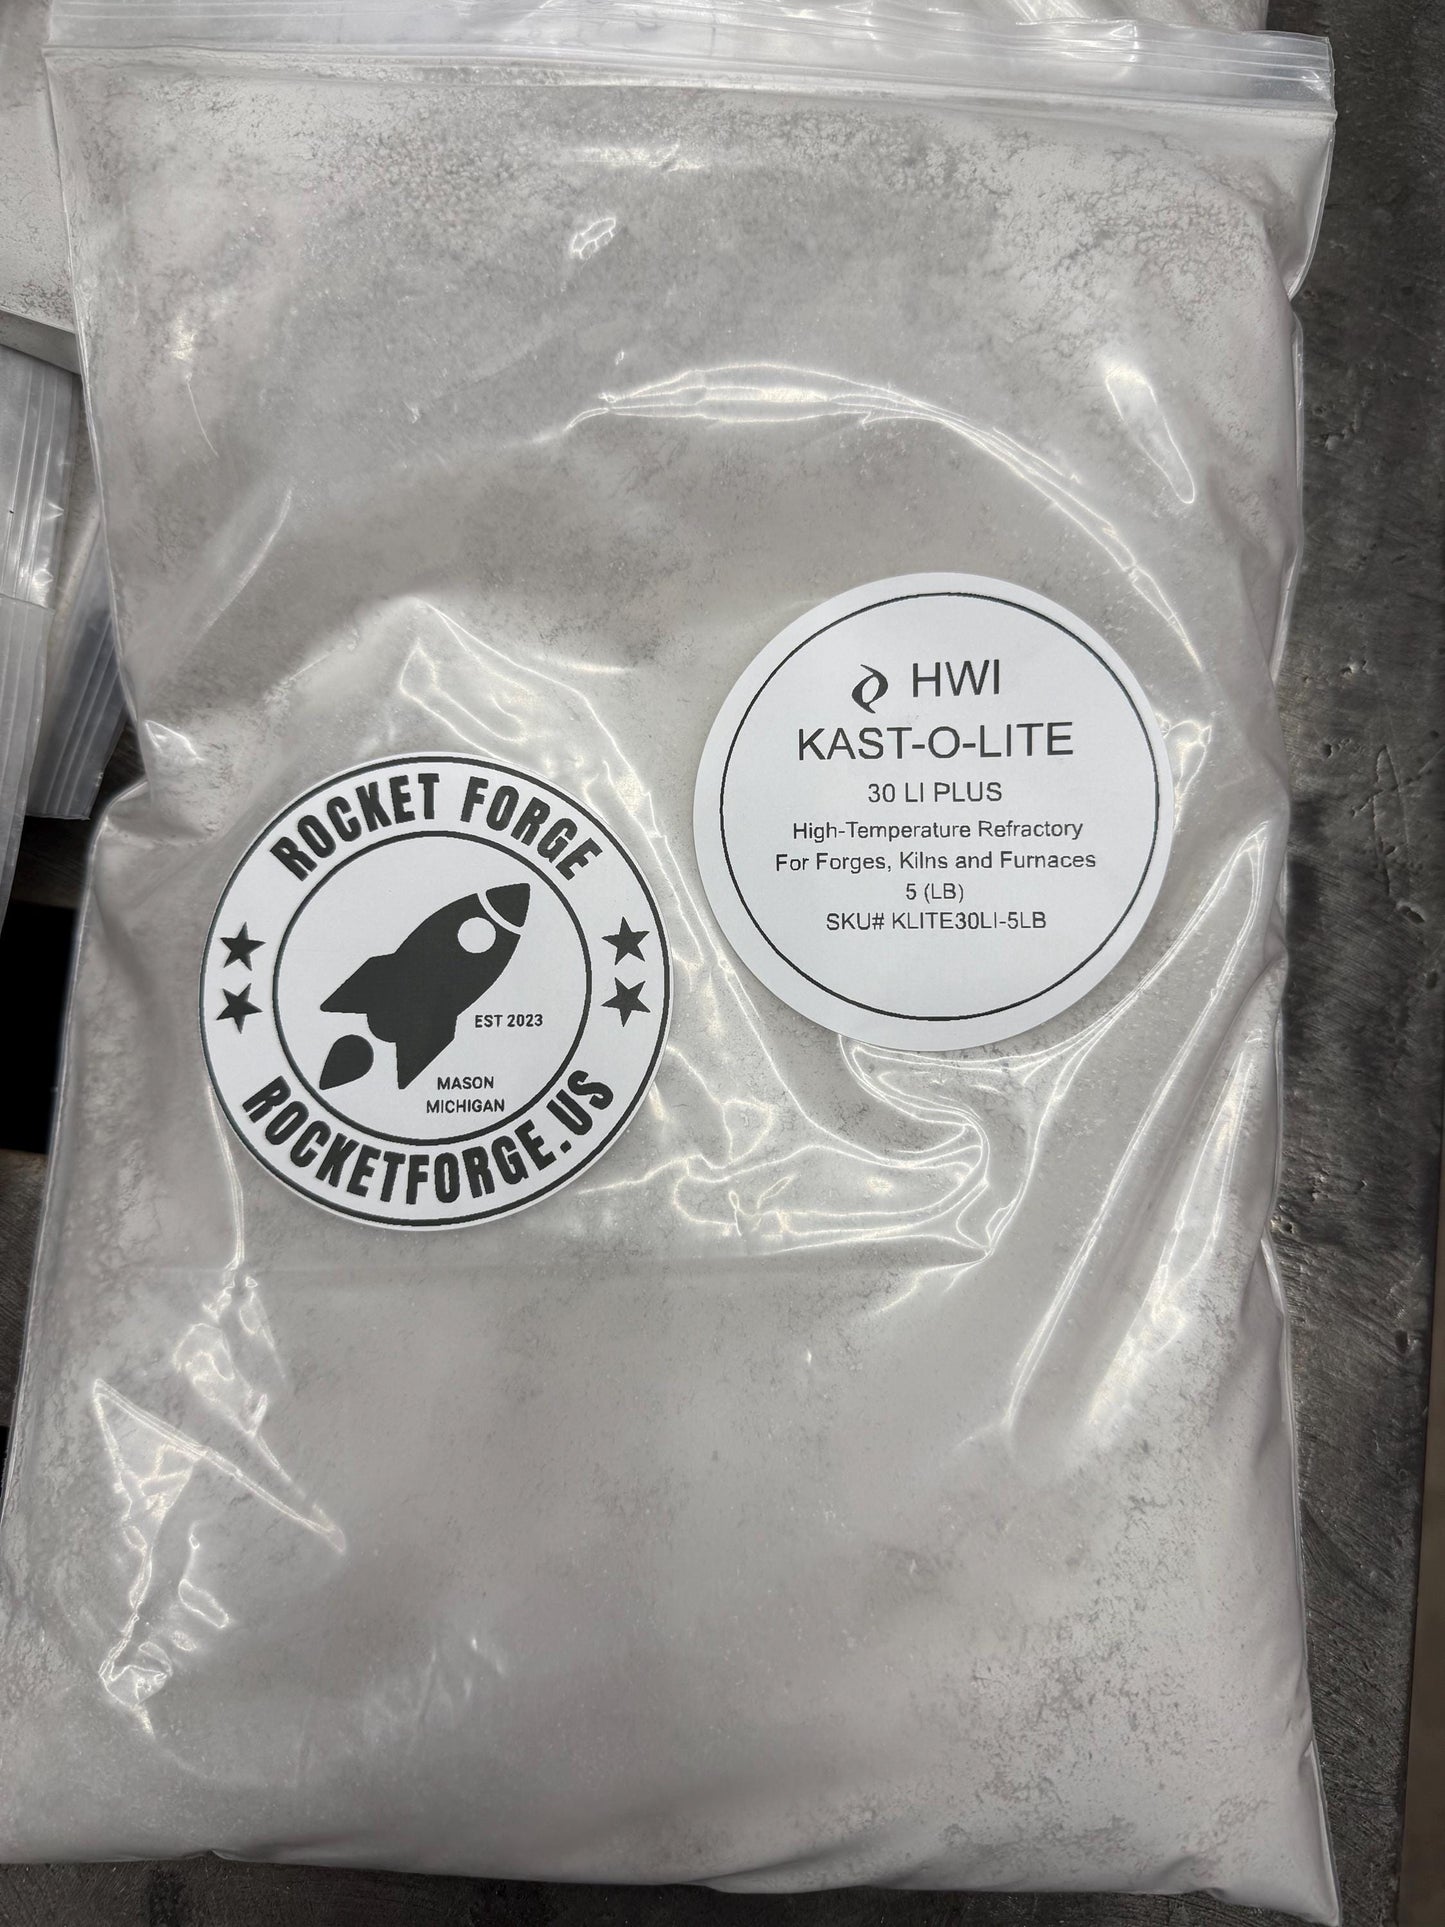 HWI
KAST-O-LITE
30 LI PLUS
High-Temperature Refractory
For Forges, Kilns and Furnaces
5 (LB)
SKU# KLITE30LI-5LB
ROCKET FORGE
EST 2023
MASON
MICHIGAN
ROCKETFORGE.US